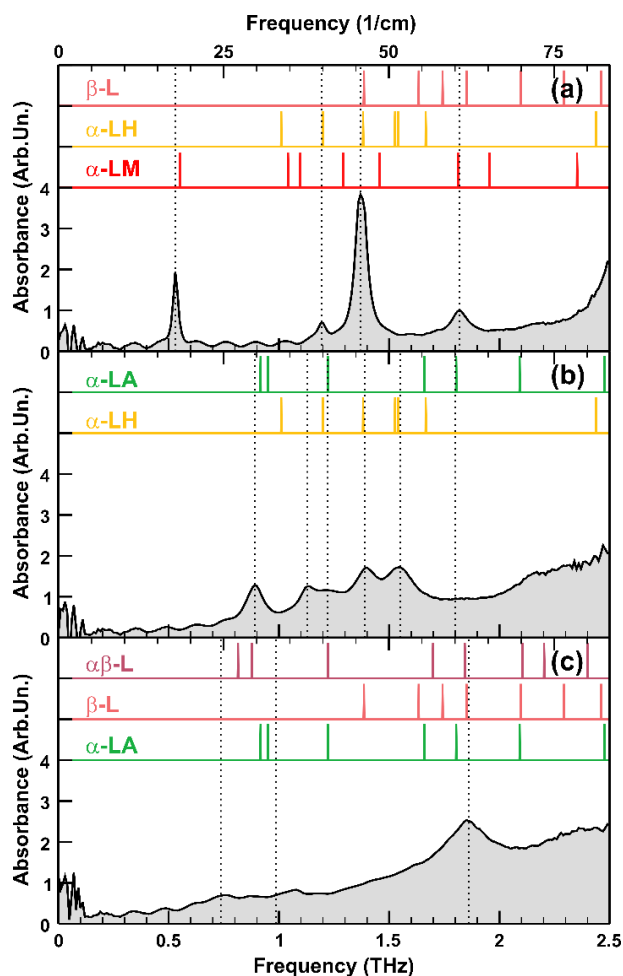 Frequency (1/cm)
0 25 50 75
β-L (a)
α-LH
α-LM
4
3
2
1
0
Absorbance (Arb.Un.)
α-LA (b)
α-LH
4
3
2
1
0
Absorbance (Arb.Un.)
αβ-L (c)
β-L
α-LA
4
3
2
1
0
Absorbance (Arb.Un.)
0 0.5 1 1.5 2 2.5
Frequency (THz)